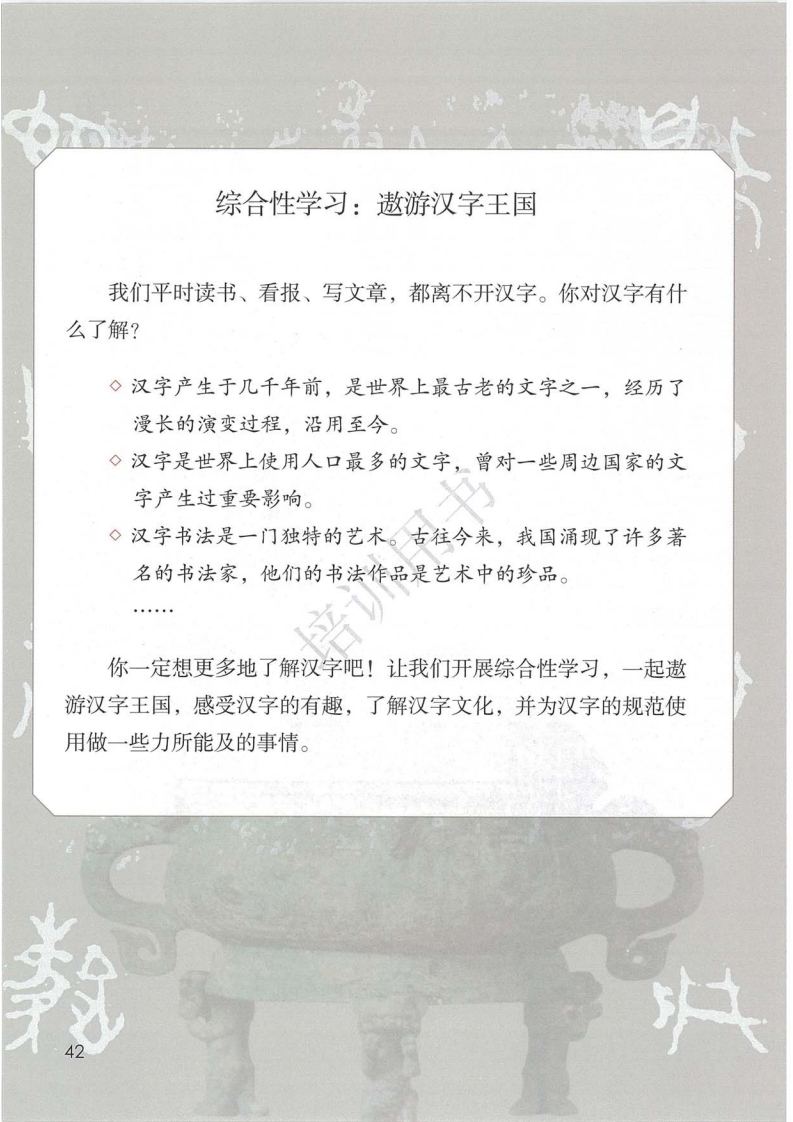 综合性学习：遨游汉字王国
我们平时读书、看报、写文章，都离不开汉字。你对汉字有什
么了解？
◇ 汉字产生于几千年前，是世界上最古老的文字之一，经历了
漫长的演变过程，沿用至今。
◇ 汉字是世界上使用人口最多的文字，曾对一些周边国家的文
字产生过重要影响。
◇ 汉字书法是一门独特的艺术。古往今来，我国涌现了许多著
名的书法家，他们的书法作品是艺术中的珍品。
……
培训用书
你一定想更多地了解汉字吧！让我们开展综合性学习，一起遨
游汉字王国，感受汉字的有趣，了解汉字文化，并为汉字的规范使
用做一些力所能及的事情。
42